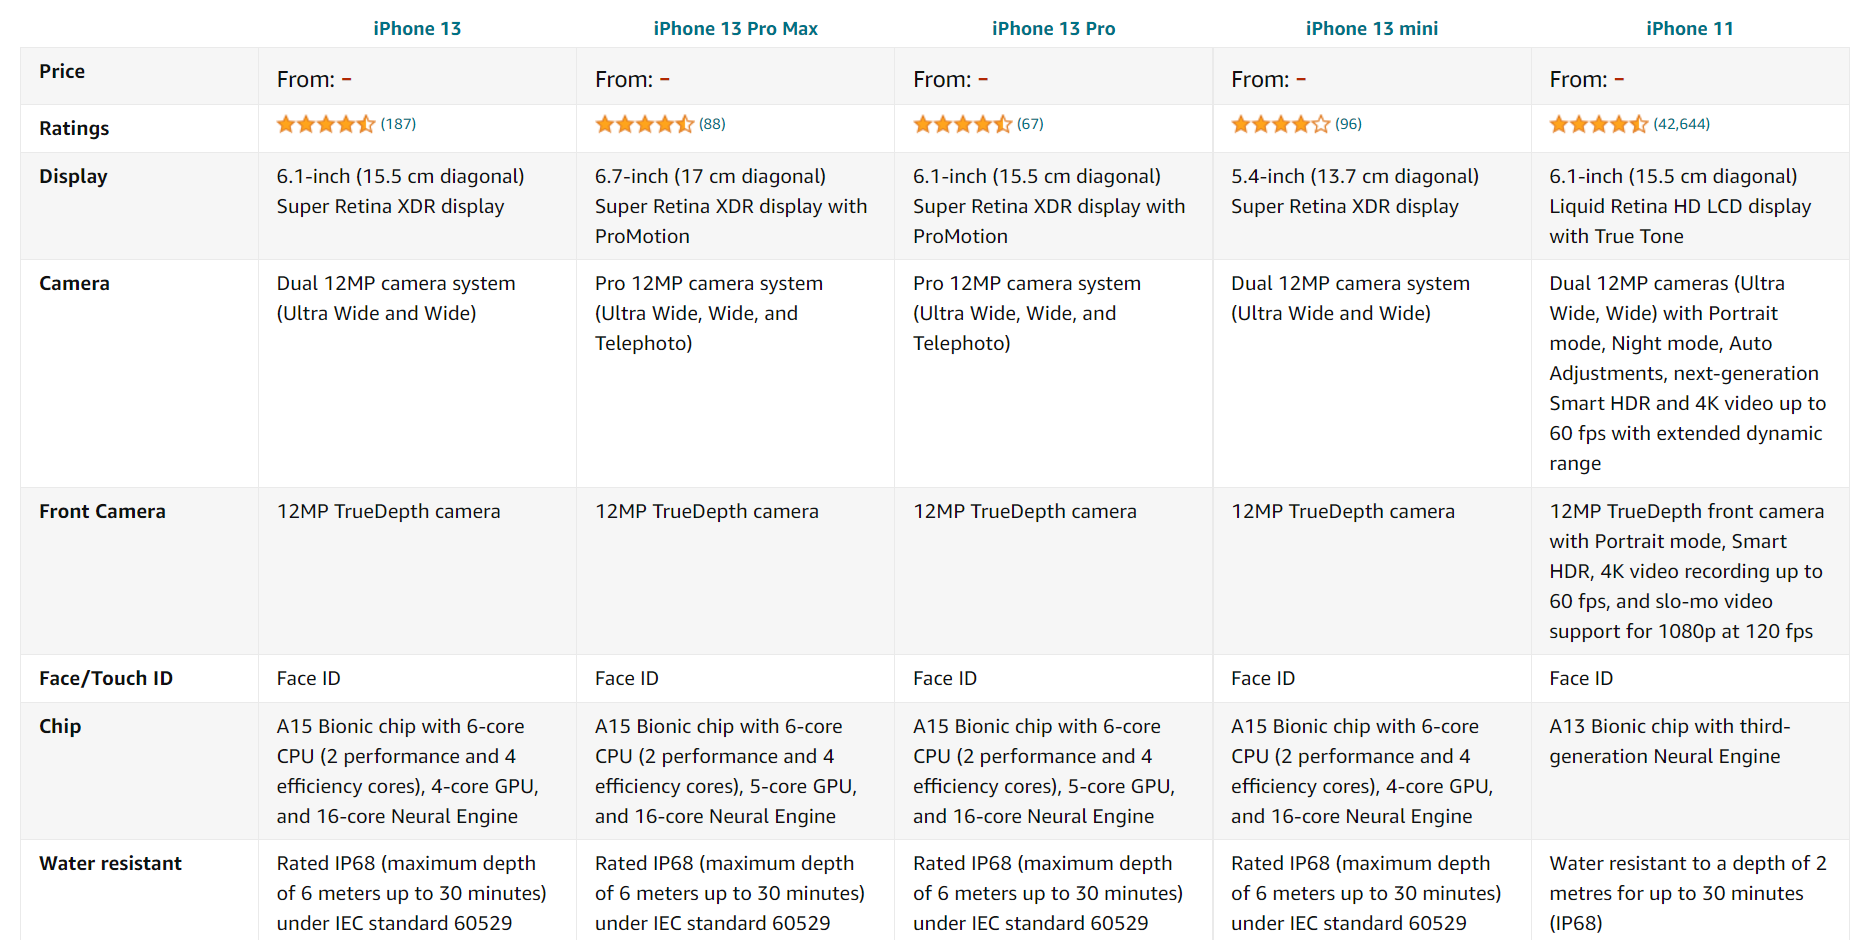 iPhone 13 iPhone 13 Pro Max iPhone 13 Pro iPhone 13 mini iPhone 11
Price
From: –
From: –
From: –
From: –
From: –
Ratings
(187)
(88)
(67)
(96)
(42,644)
Display
6.1-inch (15.5 cm diagonal)
Super Retina XDR display
6.7-inch (17 cm diagonal)
Super Retina XDR display with
ProMotion
6.1-inch (15.5 cm diagonal)
Super Retina XDR display with
ProMotion
5.4-inch (13.7 cm diagonal)
Super Retina XDR display
6.1-inch (15.5 cm diagonal)
Liquid Retina HD LCD display
with True Tone
Camera
Dual 12MP camera system
(Ultra Wide and Wide)
Pro 12MP camera system
(Ultra Wide, Wide, and
Telephoto)
Pro 12MP camera system
(Ultra Wide, Wide, and
Telephoto)
Dual 12MP camera system
(Ultra Wide and Wide)
Dual 12MP cameras (Ultra
Wide, Wide) with Portrait
mode, Night mode, Auto
Adjustments, next-generation
Smart HDR and 4K video up to
60 fps with extended dynamic
range
Front Camera
12MP TrueDepth camera
12MP TrueDepth camera
12MP TrueDepth camera
12MP TrueDepth camera
12MP TrueDepth front camera
with Portrait mode, Smart
HDR, 4K video recording up to
60 fps, and slo-mo video
support for 1080p at 120 fps
Face/Touch ID
Face ID
Face ID
Face ID
Face ID
Face ID
Chip
A15 Bionic chip with 6-core
CPU (2 performance and 4
efficiency cores), 4-core GPU,
and 16-core Neural Engine
A15 Bionic chip with 6-core
CPU (2 performance and 4
efficiency cores), 5-core GPU,
and 16-core Neural Engine
A15 Bionic chip with 6-core
CPU (2 performance and 4
efficiency cores), 5-core GPU,
and 16-core Neural Engine
A15 Bionic chip with 6-core
CPU (2 performance and 4
efficiency cores), 4-core GPU,
and 16-core Neural Engine
A13 Bionic chip with third-
generation Neural Engine
Water resistant
Rated IP68 (maximum depth
of 6 meters up to 30 minutes)
under IEC standard 60529
Rated IP68 (maximum depth
of 6 meters up to 30 minutes)
under IEC standard 60529
Rated IP68 (maximum depth
of 6 meters up to 30 minutes)
under IEC standard 60529
Rated IP68 (maximum depth
of 6 meters up to 30 minutes)
under IEC standard 60529
Water resistant to a depth of 2
metres for up to 30 minutes
(IP68)